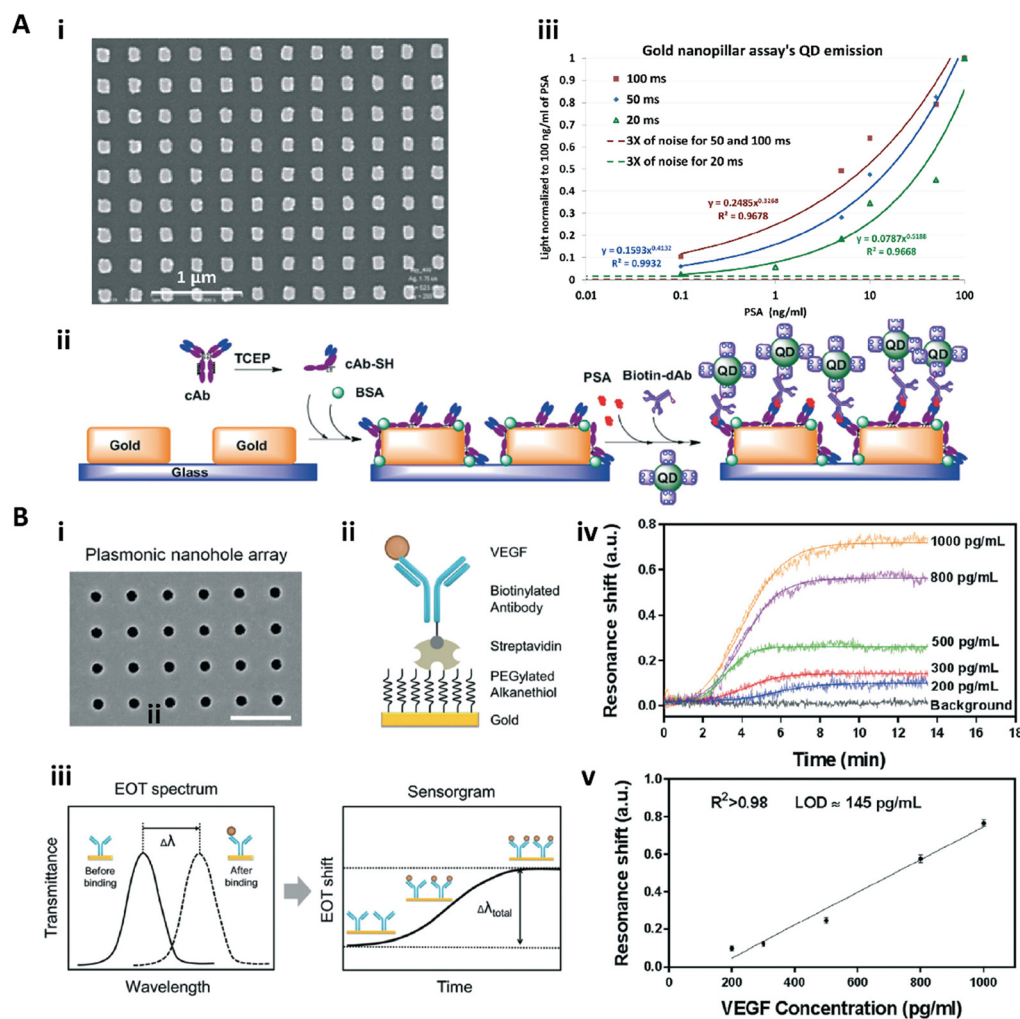 A
i
1 μm
iii
Gold nanopillar assay's QD emission
Light normalized to 100 ng/ml of PSA
1
0.9
0.8
0.7
0.6
0.5
0.4
0.3
0.2
0.1
0
100 ms
50 ms
20 ms
3X of noise for 50 and 100 ms
3X of noise for 20 ms
y = 0.2485x^0.3268
R² = 0.9678
y = 0.1593x^0.4132
R² = 0.9932
y = 0.0787x^0.5188
R² = 0.9668
0.01 0.1 1 10 100
PSA (ng/ml)
ii
cAb
TCEP
cAb-SH
BSA
Gold
Gold
Glass
PSA
Biotin-dAb
QD
QD
QD
QD
QD
QD
B
i
Plasmonic nanohole array
ii
ii
VEGF
Biotinylated
Antibody
Streptavidin
PEGylated
Alkanethiol
Gold
iv
Resonance shift (a.u.)
0.8
0.6
0.4
0.2
0.0
1000 pg/mL
800 pg/mL
500 pg/mL
300 pg/mL
200 pg/mL
Background
0 2 4 6 8 10 12 14 16 18
Time (min)
iii
EOT spectrum
Transmittance
Δλ
Before
binding
After
binding
Wavelength
Sensorgram
EOT shift
Δλtotal
Time
v
Resonance shift (a.u.)
0.8
0.6
0.4
0.2
0.0
R²>0.98 LOD ≈ 145 pg/mL
200 400 600 800 1000
VEGF Concentration (pg/ml)